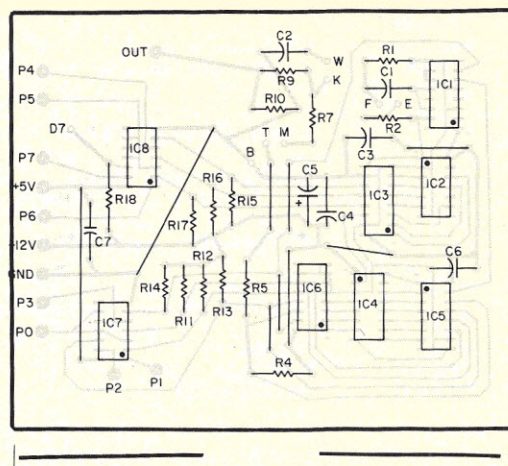 C2
OUT
W
R1
P4
R9
K
C1
IC1
P5
R10
F
E
D7
T
M
R7
R2
IC8
C3
P7
B
C5
IC2
+5V
R18
R16
R15
IC3
P6
R17
+
C4
C7
-12V
R12
GND
R14
R5
C6
P3
R11
R13
IC6
IC4
IC5
P0
IC7
R4
P2
P1